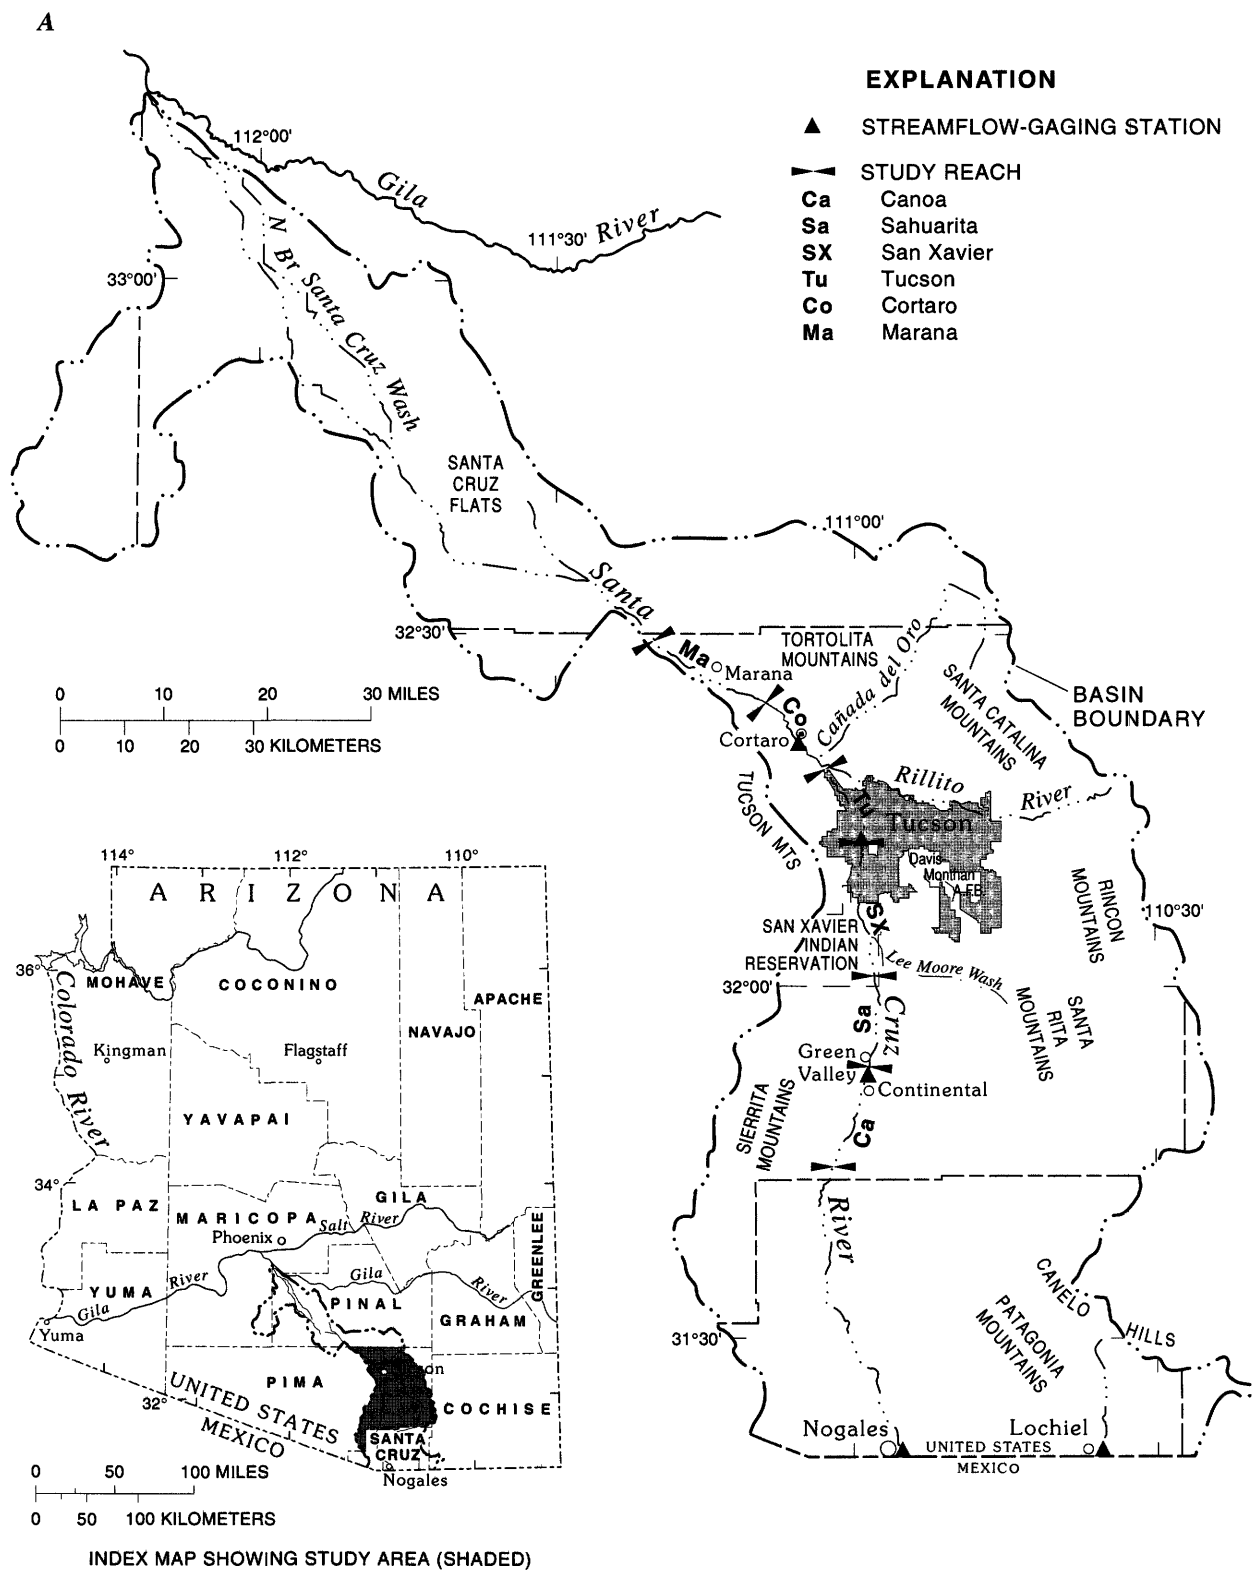 A
EXPLANATION
STREAMFLOW-GAGING STATION
STUDY REACH
Ca Canoa
Sa Sahuarita
SX San Xavier
Tu Tucson
Co Cortaro
Ma Marana
112°00'
Gila
River
111°30'
33°00'
N Br Santa Cruz Wash
SANTA
CRUZ
FLATS
111°00'
Santa
32°30'
Ma
Marana
TORTOLITA
MOUNTAINS
Cañada del Oro
SANTA CATALINA
MOUNTAINS
BASIN
BOUNDARY
0 10 20 30 MILES
0 10 20 30 KILOMETERS
Co
Cortaro
TUCSON MTS
Rillito
River
Tu
Tucson
Davis
Monthan
A.F.B.
RINCON
MOUNTAINS
110°30'
SX
SAN XAVIER
INDIAN
RESERVATION
Lee Moore Wash
32°00'
Sa
Cruz
SANTA
RITA
MOUNTAINS
Green
Valley
Continental
SIERRITA
MOUNTAINS
Ca
River
CANELO
HILLS
PATAGONIA
MOUNTAINS
31°30'
Nogales
Lochiel
UNITED STATES
MEXICO
114° 112° 110°
ARIZONA
36°
MOHAVE
COCONINO
APACHE
NAVAJO
Colorado River
Kingman
Flagstaff
YAVAPAI
34°
LA PAZ
MARICOPA
GILA
Salt River
Phoenix
GREENLEE
YUMA
Gila River
Gila River
PINAL
GRAHAM
Yuma
PIMA
32°
COCHISE
UNITED STATES
MEXICO
SANTA
CRUZ
Nogales
0 50 100 MILES
0 50 100 KILOMETERS
INDEX MAP SHOWING STUDY AREA (SHADED)